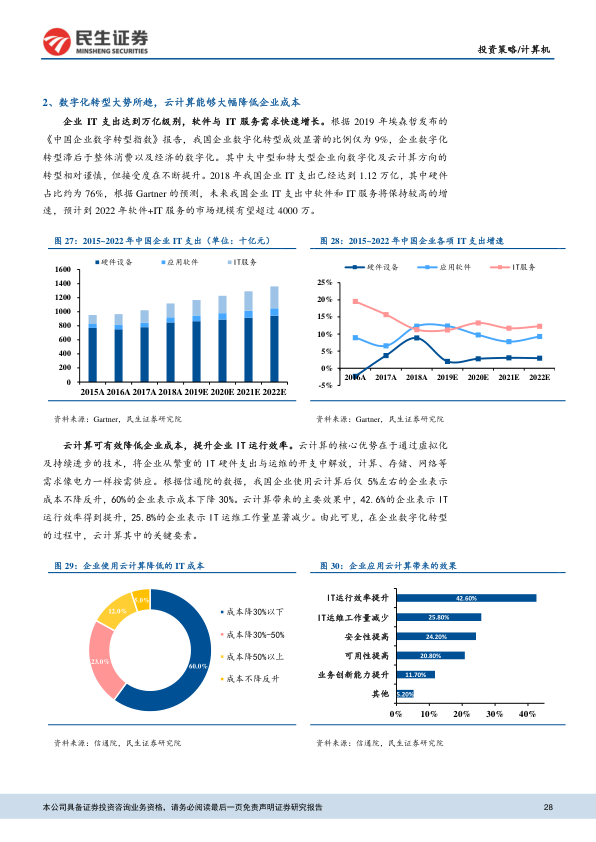 民生证券
MINSHENG SECURITIES
投资策略/计算机
2、数字化转型大势所趋，云计算能够大幅降低企业成本
企业 IT 支出达到万亿级别，软件与 IT 服务需求快速增长。根据 2019 年埃森哲发布的
《中国企业数字转型指数》报告，我国企业数字化转型成效显著的比例仅为 9%，企业数字化
转型滞后于整体消费以及经济的数字化。其中大中型和特大型企业向数字化及云计算方向的
转型相对谨慎，但接受度在不断提升。2018 年我国企业 IT 支出已经达到 1.12 万亿，其中硬件
占比约为 76%，根据 Gartner 的预测，未来我国企业 IT 支出中软件和 IT 服务将保持较高的增
速，预计到 2022 年软件+IT 服务的市场规模有望超过 4000 万。
图 27：2015-2022 年中国企业 IT 支出（单位：十亿元）
硬件设备 应用软件 IT服务
1600
1400
1200
1000
800
600
400
200
0
2015A 2016A 2017A 2018A 2019E 2020E 2021E 2022E
资料来源：Gartner，民生证券研究院
图 28：2015-2022 年中国企业各项 IT 支出增速
硬件设备 应用软件 IT服务
25%
20%
15%
10%
5%
0%
-5%
2016A 2017A 2018A 2019E 2020E 2021E 2022E
资料来源：Gartner，民生证券研究院
云计算可有效降低企业成本，提升企业 IT 运行效率。云计算的核心优势在于通过虚拟化
及持续进步的技术，将企业从繁重的 IT 硬件支出与运维的开支中解放，计算、存储、网络等
需求像电力一样按需供应。根据信通院的数据，我国企业使用云计算后仅 5%左右的企业表示
成本不降反升，60%的企业表示成本下降 30%。云计算带来的主要效果中，42.6%的企业表示 IT
运行效率得到提升，25.8%的企业表示 IT 运维工作量显著减少。由此可见，在企业数字化转型
的过程中，云计算其中的关键要素。
图 29：企业使用云计算降低的 IT 成本
5.0%
12.0%
23.0%
60.0%
成本降30%以下
成本降30%-50%
成本降50%以上
成本不降反升
资料来源：信通院，民生证券研究院
图 30：企业应用云计算带来的效果
IT运行效率提升 42.60%
IT运维工作量减少 25.80%
安全性提高 24.20%
可用性提高 20.80%
业务创新能力提升 11.70%
其他 5.20%
0% 10% 20% 30% 40%
资料来源：信通院，民生证券研究院
本公司具备证券投资咨询业务资格，请务必阅读最后一页免责声明证券研究报告 28